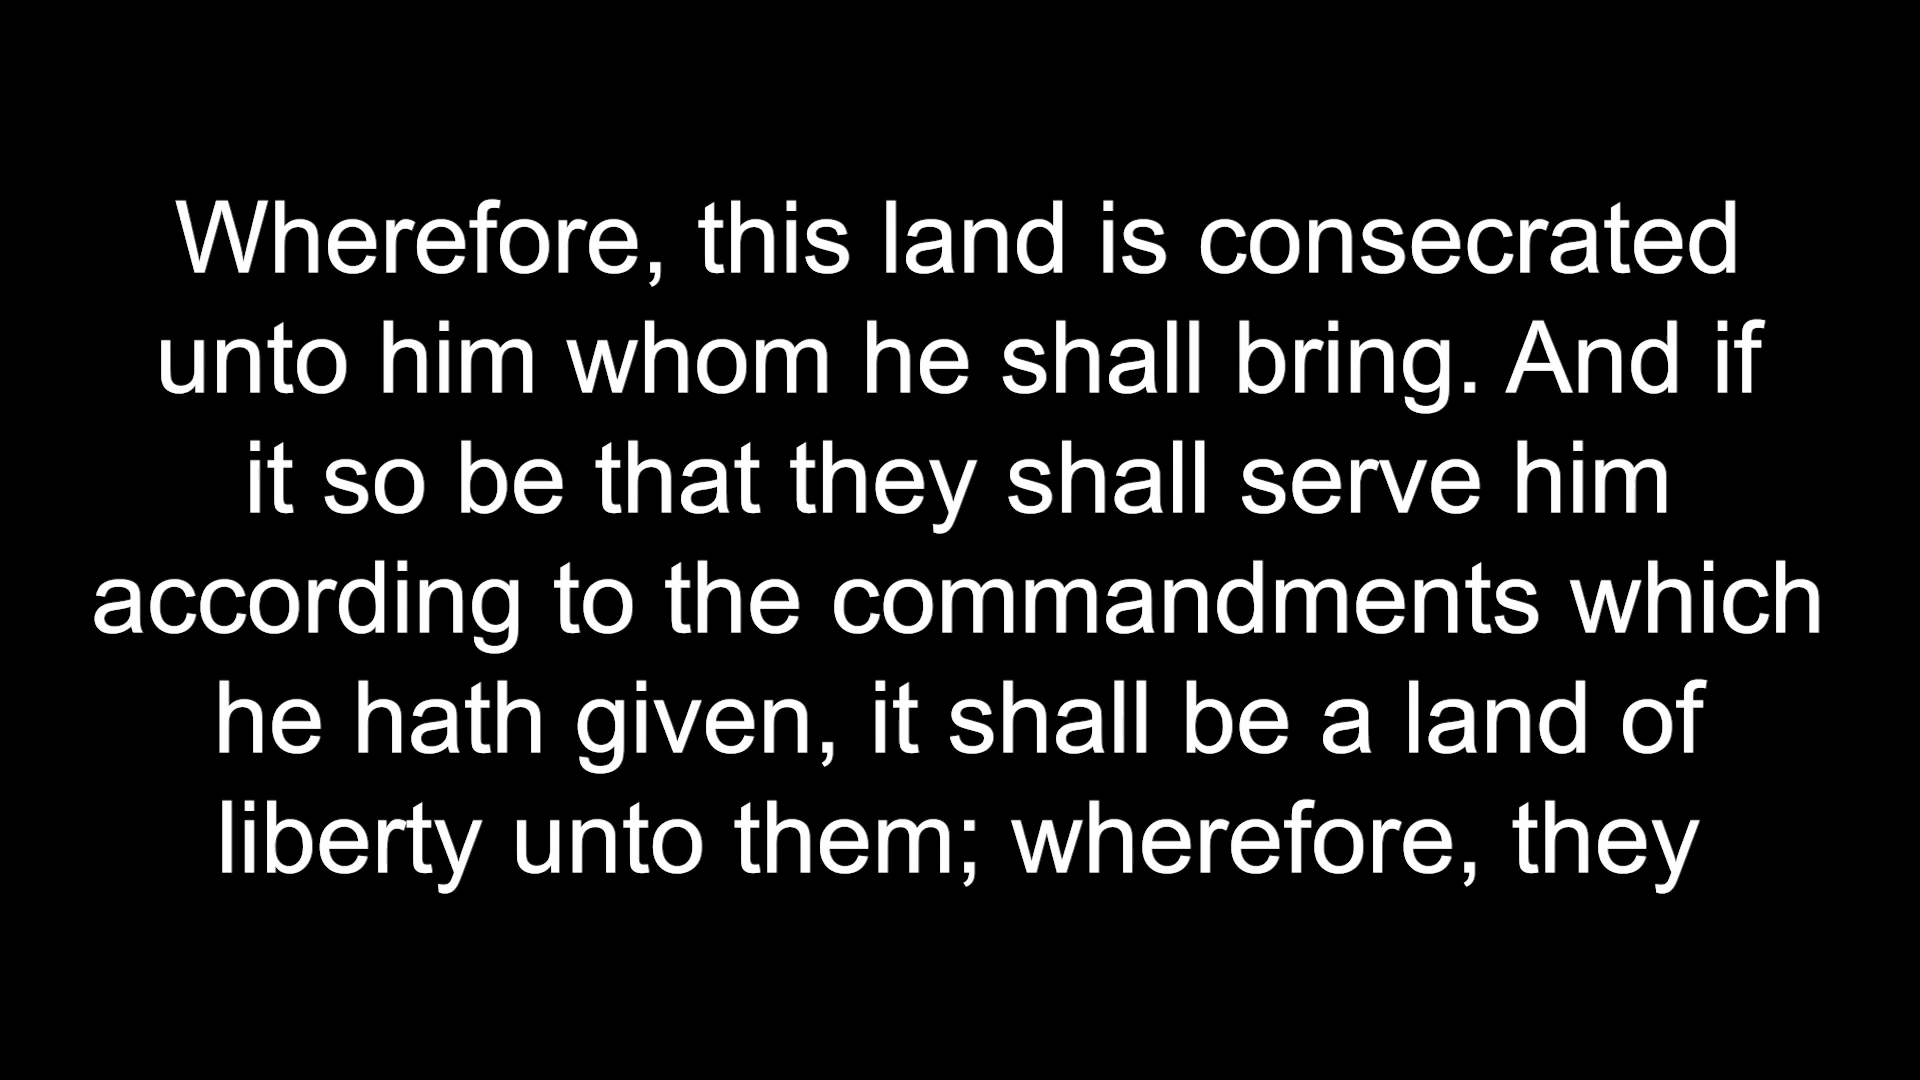 Wherefore, this land is consecrated
unto him whom he shall bring. And if
it so be that they shall serve him
according to the commandments which
he hath given, it shall be a land of
liberty unto them; wherefore, they